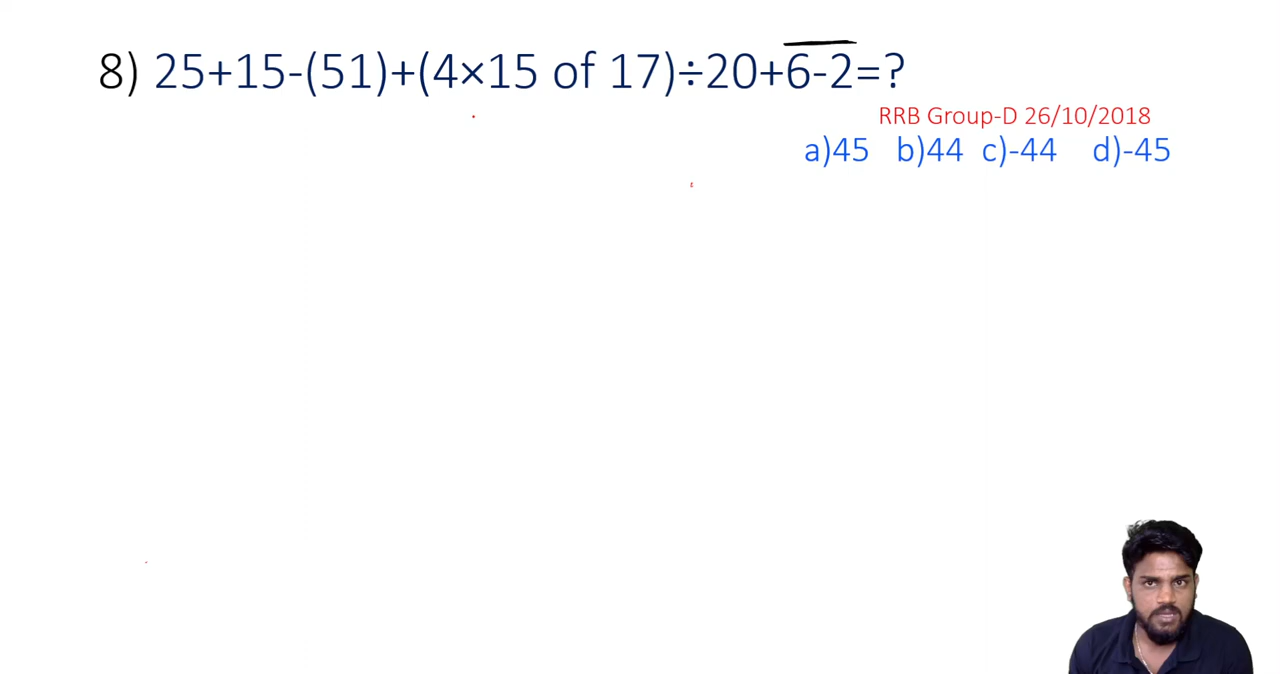 8) 25+15-(51)+(4×15 of 17)÷20+6-2=?
RRB Group-D 26/10/2018
a)45 b)44 c)-44 d)-45